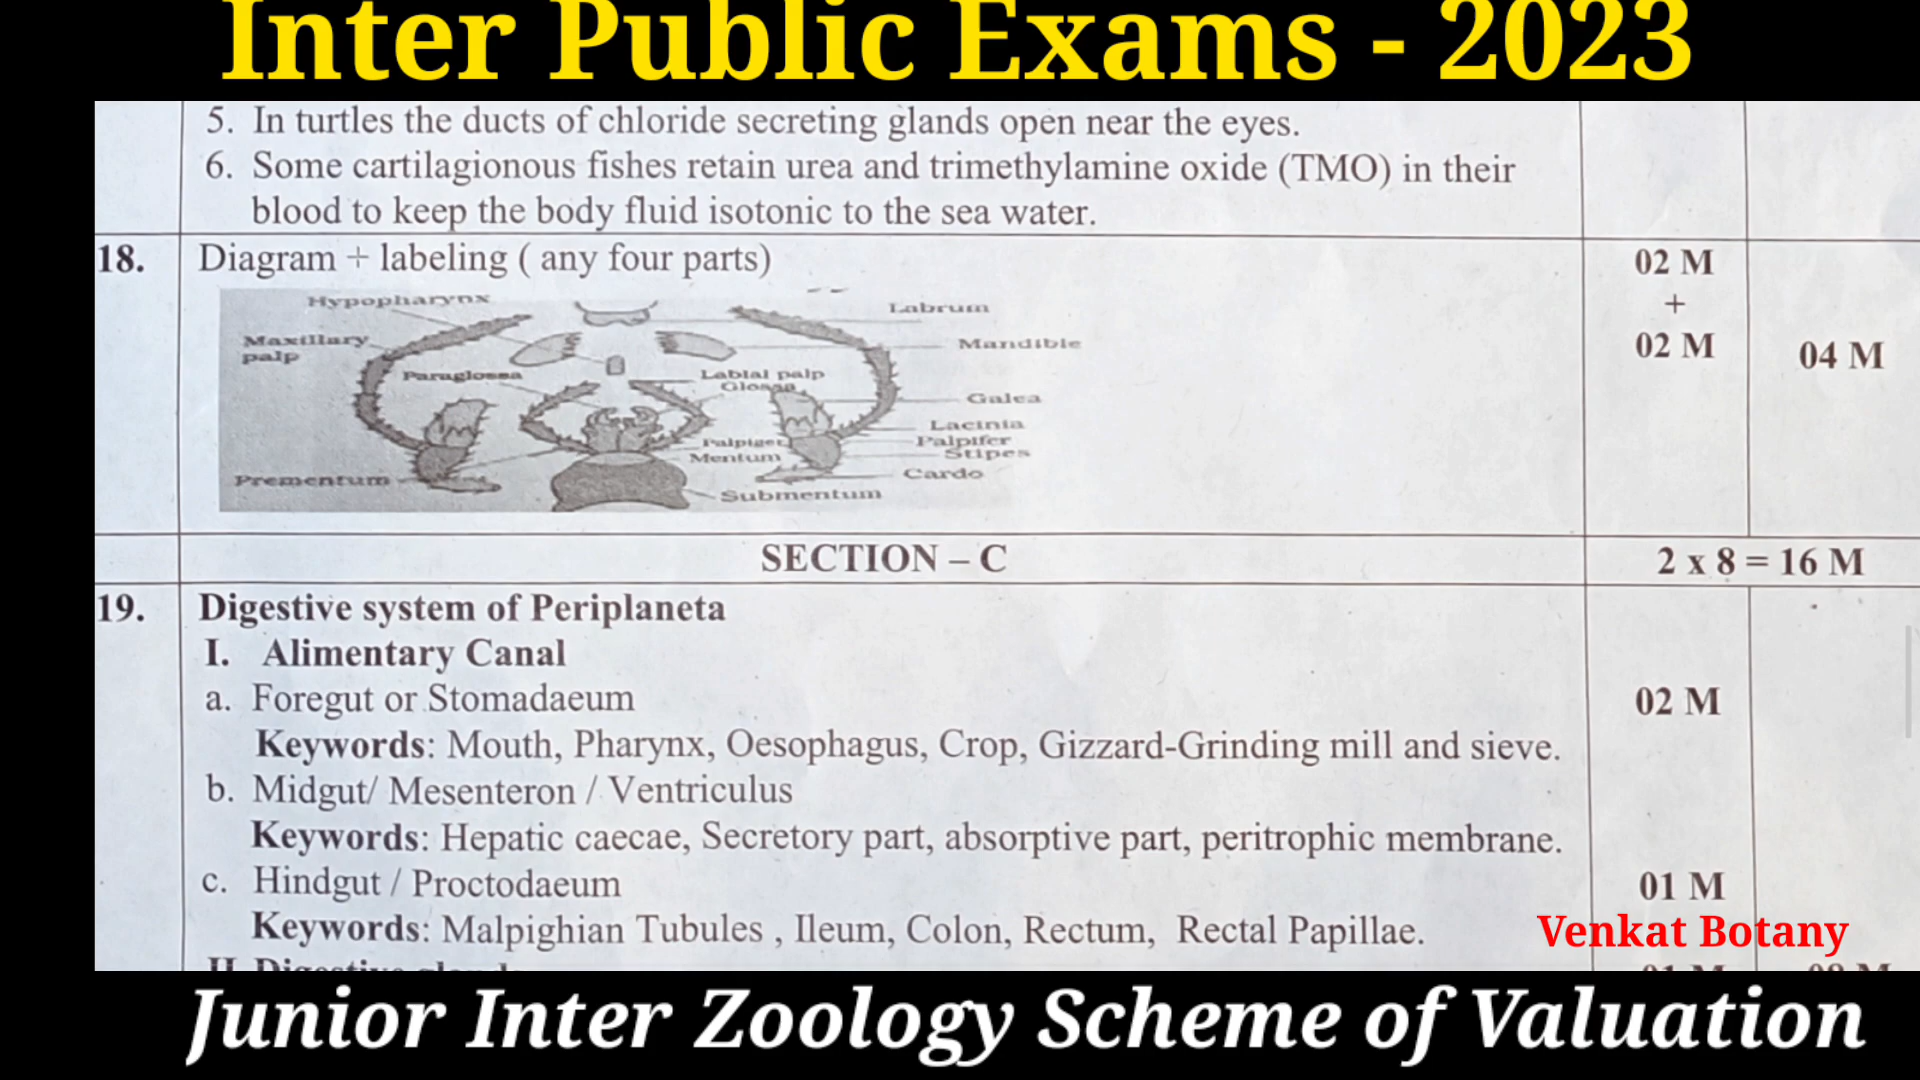 Inter Public Exams - 2023
5. In turtles the ducts of chloride secreting glands open near the eyes.
6. Some cartilagionous fishes retain urea and trimethylamine oxide (TMO) in their
blood to keep the body fluid isotonic to the sea water.
18. Diagram + labeling ( any four parts) 02 M
+
02 M
04 M
Hypopharynx
Labrum
Maxillary
palp
Mandible
Paraglossa
Labial palp
Glossa
Galea
Lacinia
Palpiger
Palpifer
Mentum
Stipes
Prementum
Cardo
Submentum
SECTION – C 2 x 8 = 16 M
19. Digestive system of Periplaneta
I. Alimentary Canal
a. Foregut or Stomadaeum 02 M
Keywords: Mouth, Pharynx, Oesophagus, Crop, Gizzard-Grinding mill and sieve.
b. Midgut/ Mesenteron / Ventriculus
Keywords: Hepatic caecae, Secretory part, absorptive part, peritrophic membrane.
c. Hindgut / Proctodaeum 01 M
Keywords: Malpighian Tubules , Ileum, Colon, Rectum, Rectal Papillae.
Venkat Botany
II Digestive
Junior Inter Zoology Scheme of Valuation